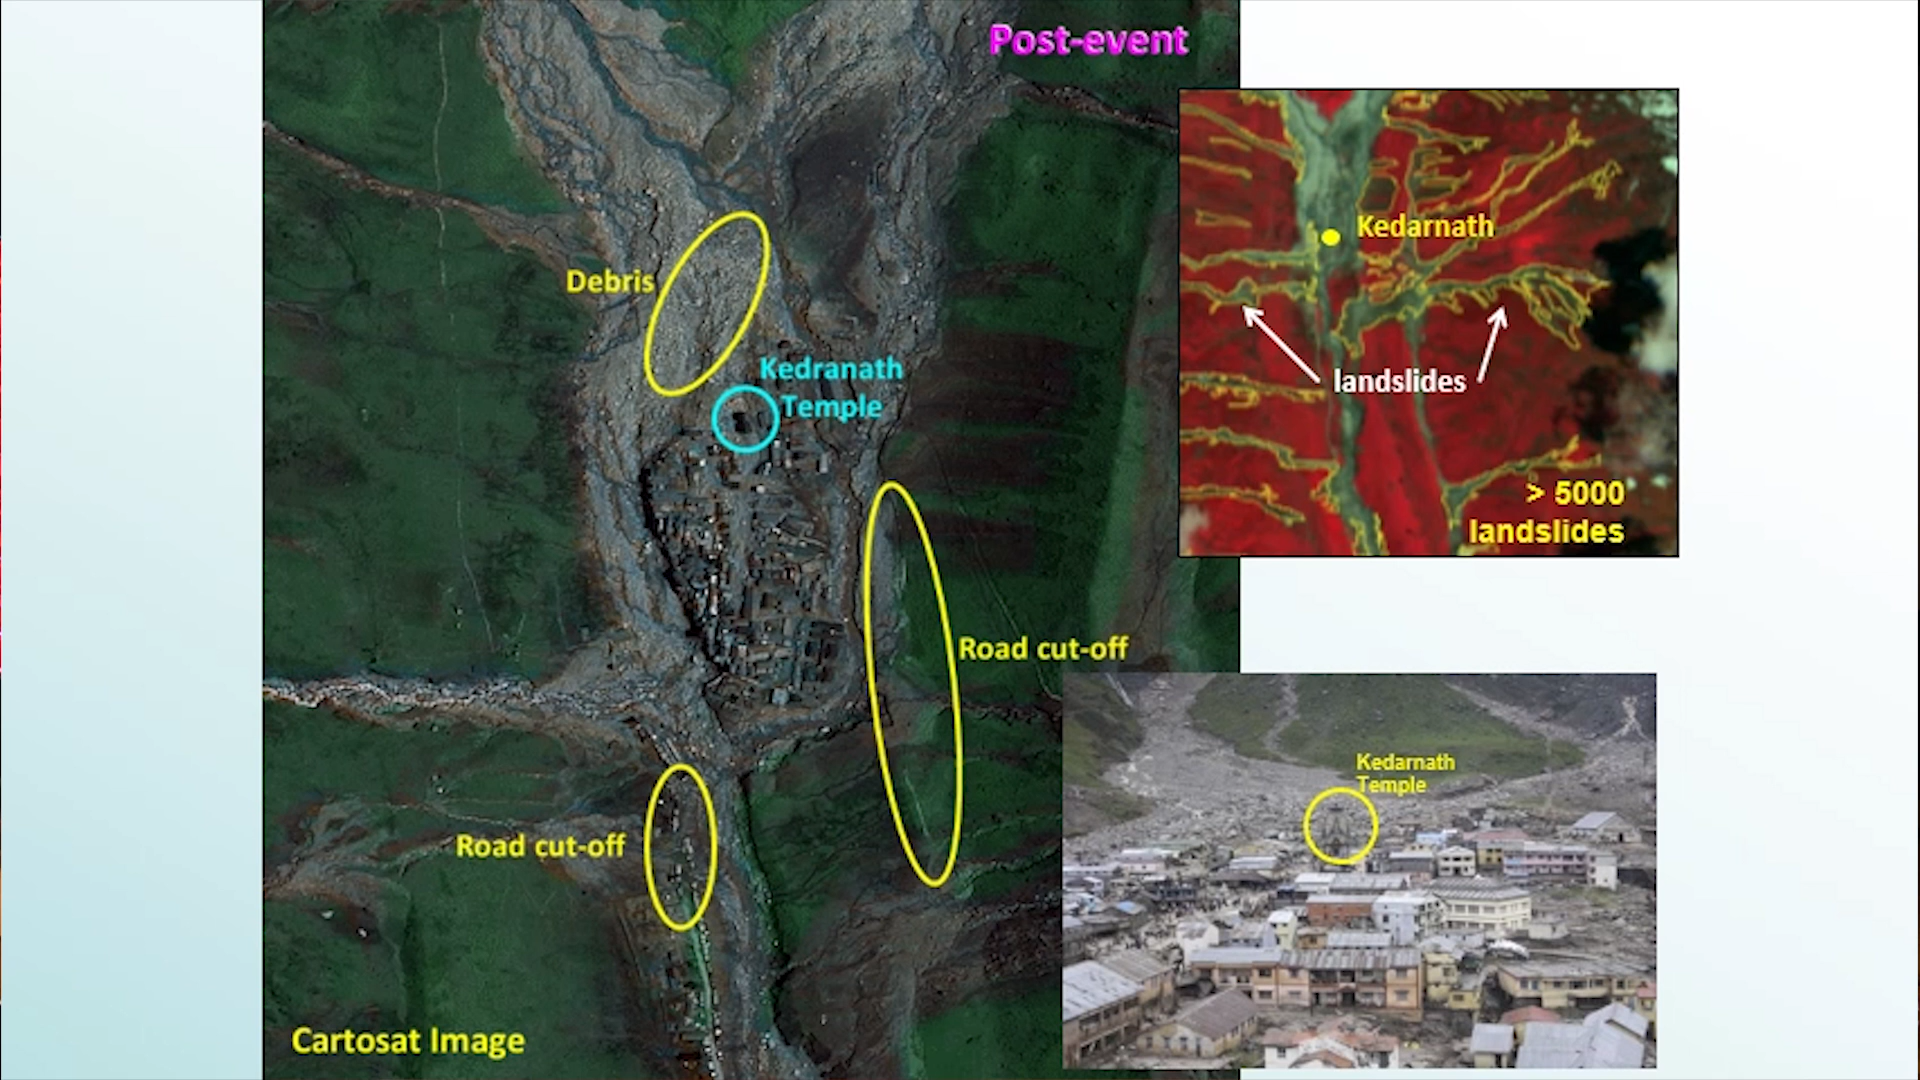 Post-event
Debris
Kedranath
Temple
Road cut-off
Road cut-off
Cartosat Image
Kedarnath
landslides
> 5000
landslides
Kedarnath
Temple